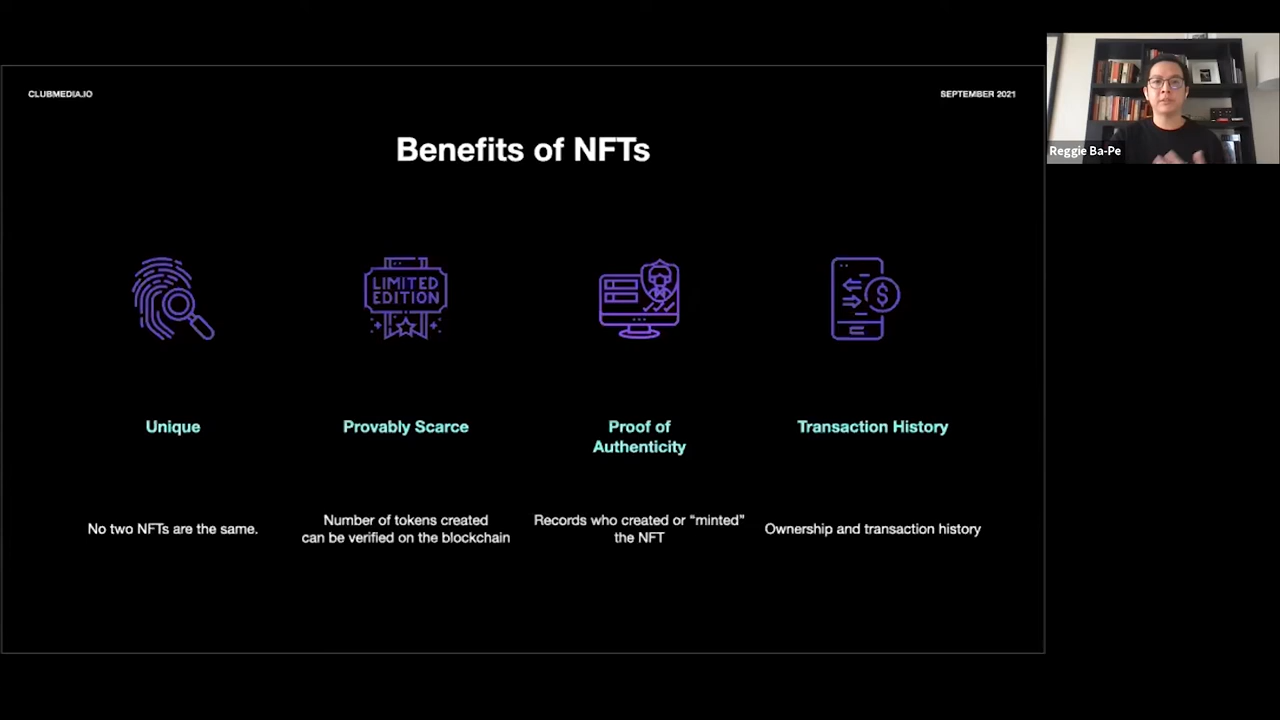 CLUBMEDIA.IO
SEPTEMBER 2021
Benefits of NFTs
LIMITED
EDITION
Unique
Provably Scarce
Proof of
Authenticity
Transaction History
No two NFTs are the same.
Number of tokens created
can be verified on the blockchain
Records who created or “minted”
the NFT
Ownership and transaction history
Reggie Ba-Pe